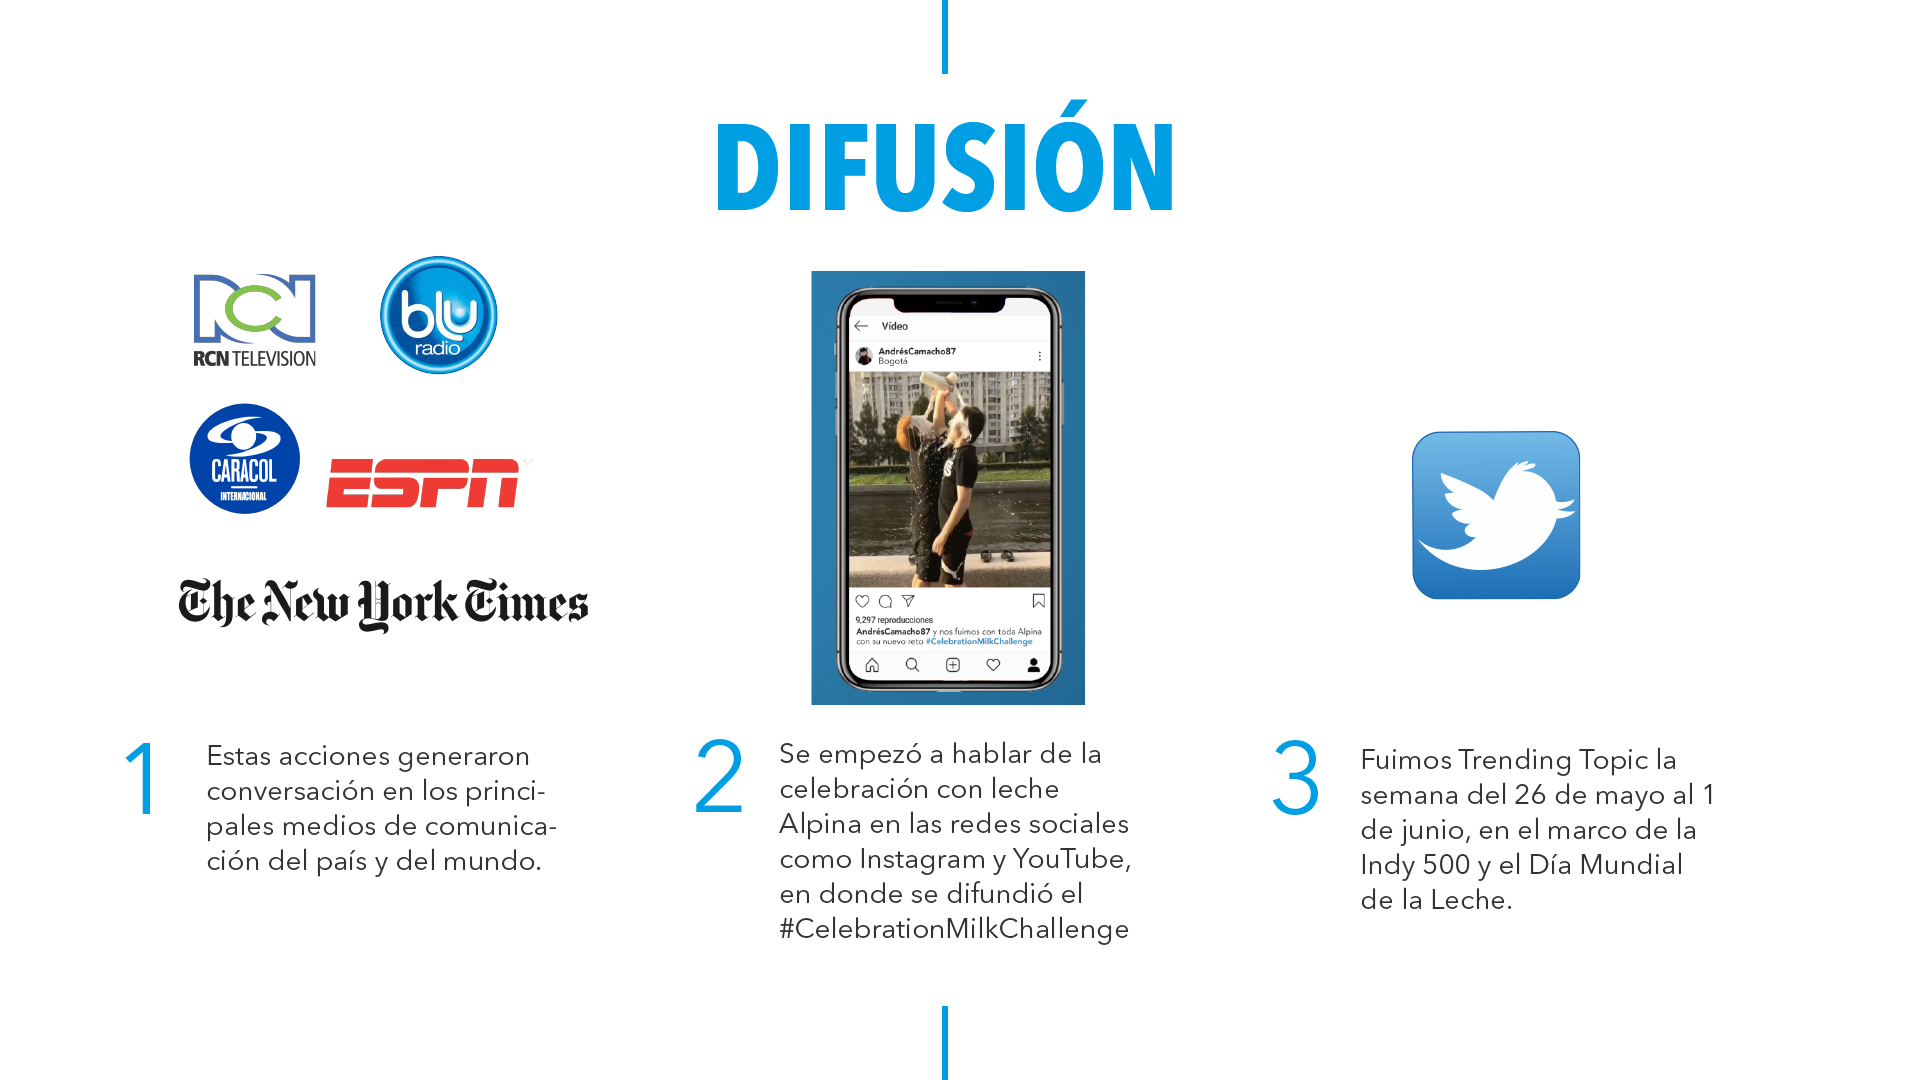 DIFUSIÓN
RCN TELEVISION
blu
radio
CARACOL
INTERNACIONAL
ESPN
The New York Times
Vídeo
AndrésCamacho87
Bogotá
9,297 reproducciones
AndrésCamacho87 y nos fuimos con toda Alpina
con su nuevo reto #CelebrationMilkChallenge
1
Estas acciones generaron
conversación en los princi-
pales medios de comunica-
ción del país y del mundo.
2
Se empezó a hablar de la
celebración con leche
Alpina en las redes sociales
como Instagram y YouTube,
en donde se difundió el
#CelebrationMilkChallenge
3
Fuimos Trending Topic la
semana del 26 de mayo al 1
de junio, en el marco de la
Indy 500 y el Día Mundial
de la Leche.